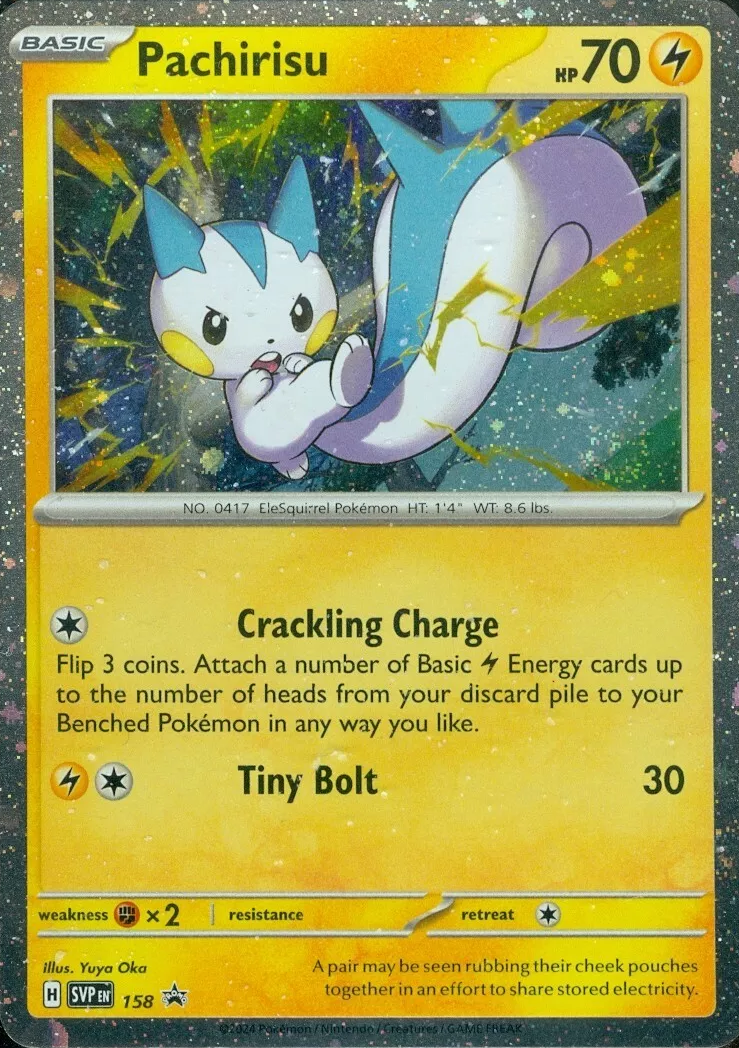 BASIC
Pachirisu
HP 70
NO. 0417 EleSquirrel Pokémon HT: 1'4" WT: 8.6 lbs.
Crackling Charge
Flip 3 coins. Attach a number of Basic Energy cards up
to the number of heads from your discard pile to your
Benched Pokémon in any way you like.
Tiny Bolt 30
weakness × 2 resistance retreat
illus. Yuya Oka
A pair may be seen rubbing their cheek pouches
together in an effort to share stored electricity.
H SVP EN 158 PROMO
©2024 Pokémon / Nintendo / Creatures / GAME FREAK